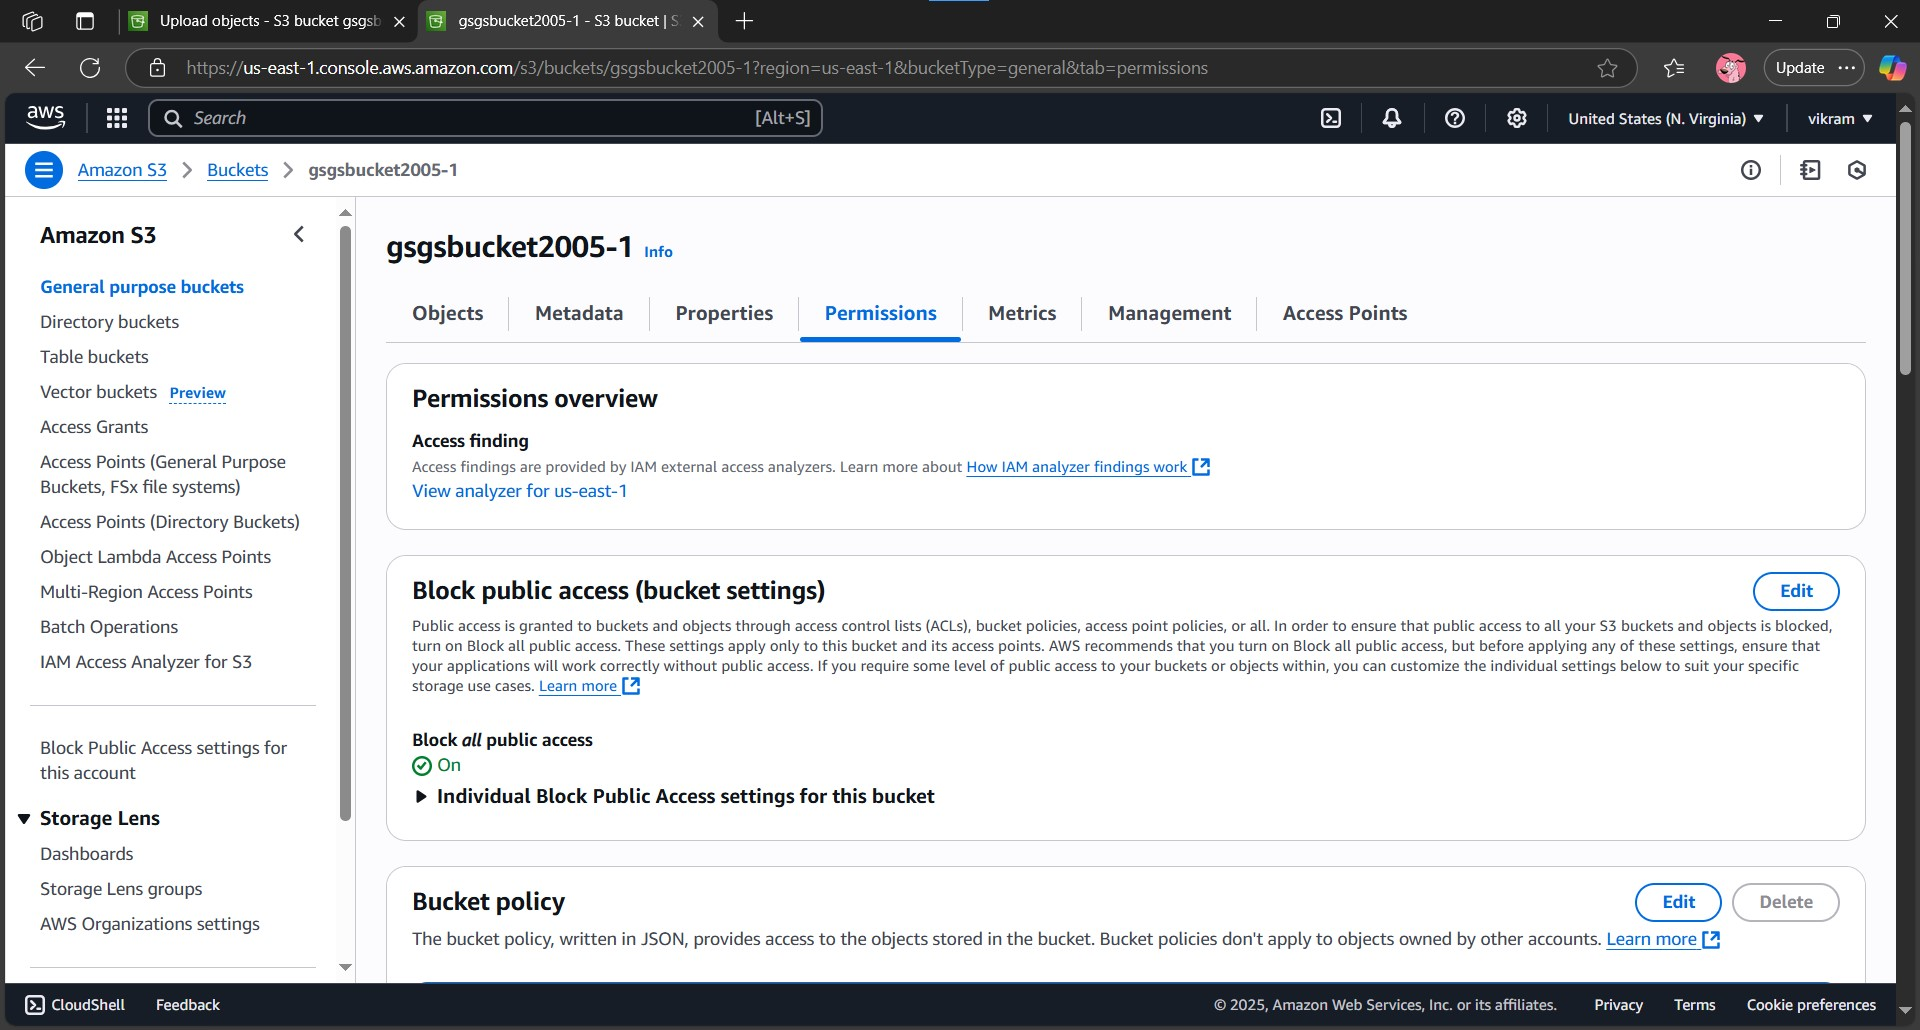 Upload objects - S3 bucket gsgsb
gsgsbucket2005-1 - S3 bucket | S
https://us-east-1.console.aws.amazon.com/s3/buckets/gsgsbucket2005-1?region=us-east-1&bucketType=general&tab=permissions
Update
aws
Search
[Alt+S]
United States (N. Virginia)
vikram
Amazon S3
Buckets
gsgsbucket2005-1
Amazon S3
General purpose buckets
Directory buckets
Table buckets
Vector buckets Preview
Access Grants
Access Points (General Purpose
Buckets, FSx file systems)
Access Points (Directory Buckets)
Object Lambda Access Points
Multi-Region Access Points
Batch Operations
IAM Access Analyzer for S3
Block Public Access settings for
this account
Storage Lens
Dashboards
Storage Lens groups
AWS Organizations settings
gsgsbucket2005-1 Info
Objects
Metadata
Properties
Permissions
Metrics
Management
Access Points
Permissions overview
Access finding
Access findings are provided by IAM external access analyzers. Learn more about How IAM analyzer findings work
View analyzer for us-east-1
Block public access (bucket settings)
Edit
Public access is granted to buckets and objects through access control lists (ACLs), bucket policies, access point policies, or all. In order to ensure that public access to all your S3 buckets and objects is blocked,
turn on Block all public access. These settings apply only to this bucket and its access points. AWS recommends that you turn on Block all public access, but before applying any of these settings, ensure that
your applications will work correctly without public access. If you require some level of public access to your buckets or objects within, you can customize the individual settings below to suit your specific
storage use cases. Learn more
Block all public access
On
Individual Block Public Access settings for this bucket
Bucket policy
Edit
Delete
The bucket policy, written in JSON, provides access to the objects stored in the bucket. Bucket policies don't apply to objects owned by other accounts. Learn more
CloudShell
Feedback
© 2025, Amazon Web Services, Inc. or its affiliates.
Privacy
Terms
Cookie preferences